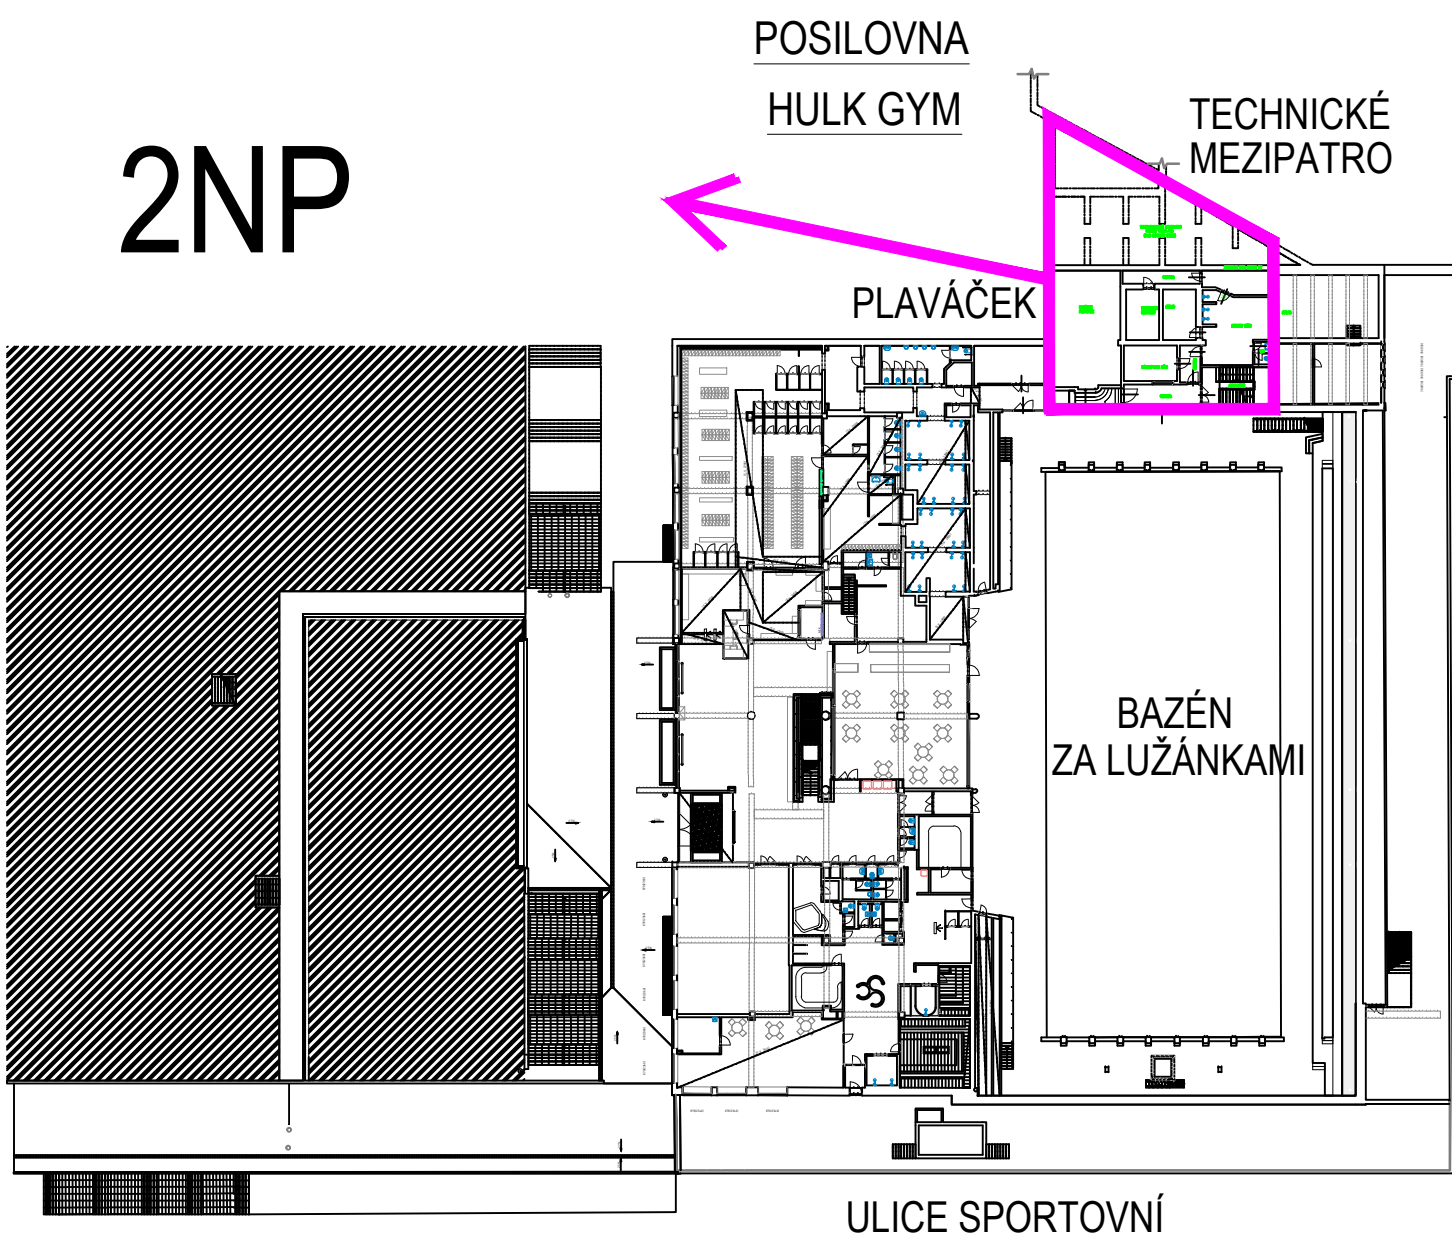 POSILOVNA
HULK GYM
TECHNICKÉ
MEZIPATRO
2NP
PLAVÁČEK
BAZÉN
ZA LUŽÁNKAMI
ULICE SPORTOVNÍ